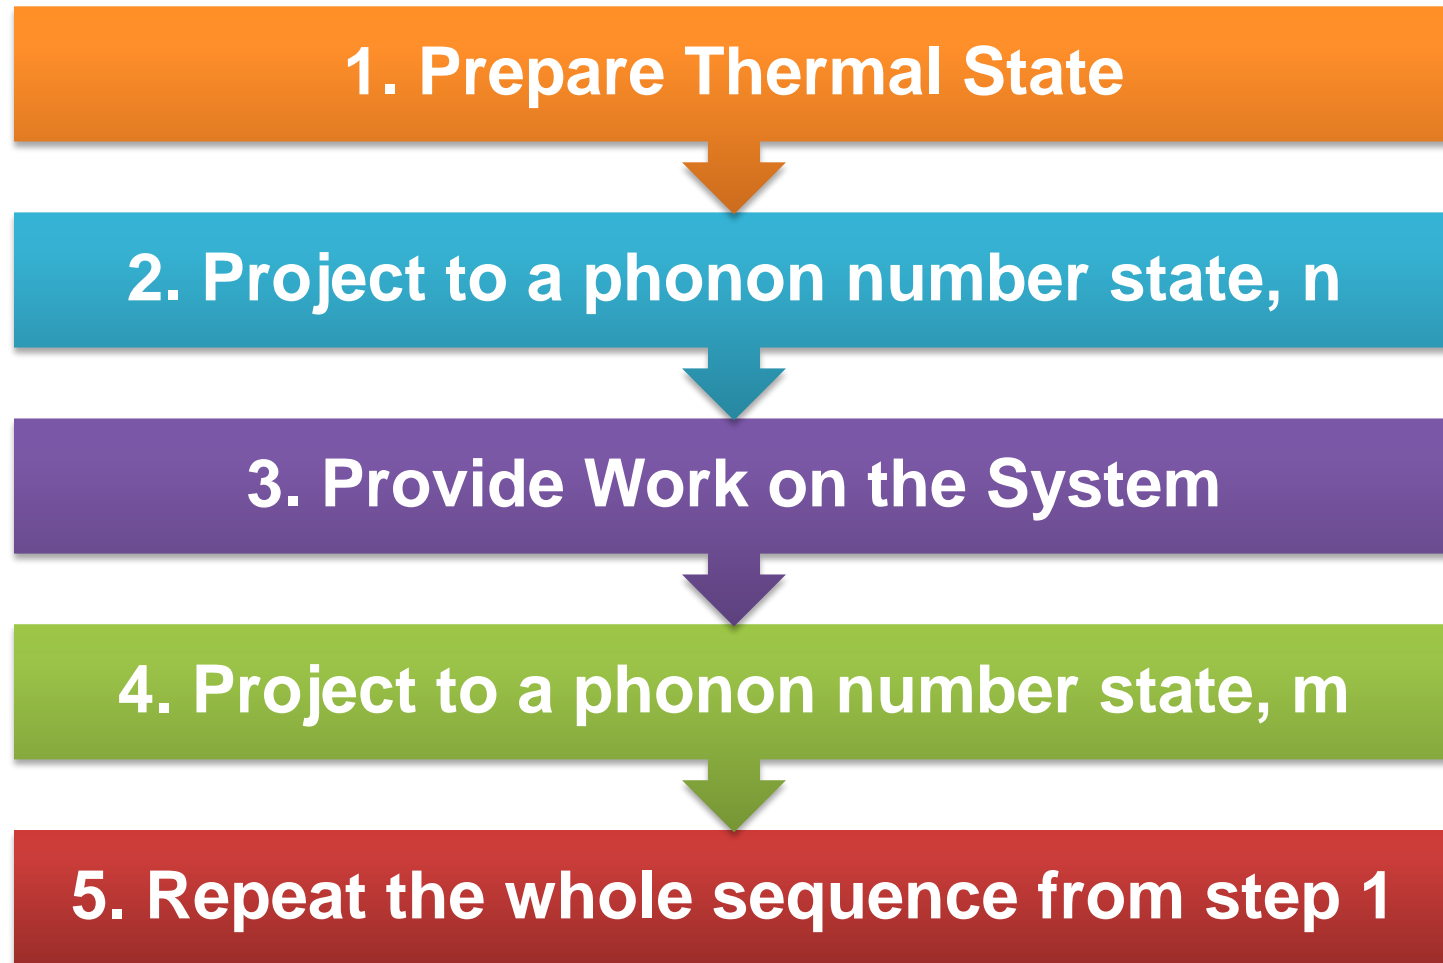 1. Prepare Thermal State
2. Project to a phonon number state, n
3. Provide Work on the System
4. Project to a phonon number state, m
5. Repeat the whole sequence from step 1